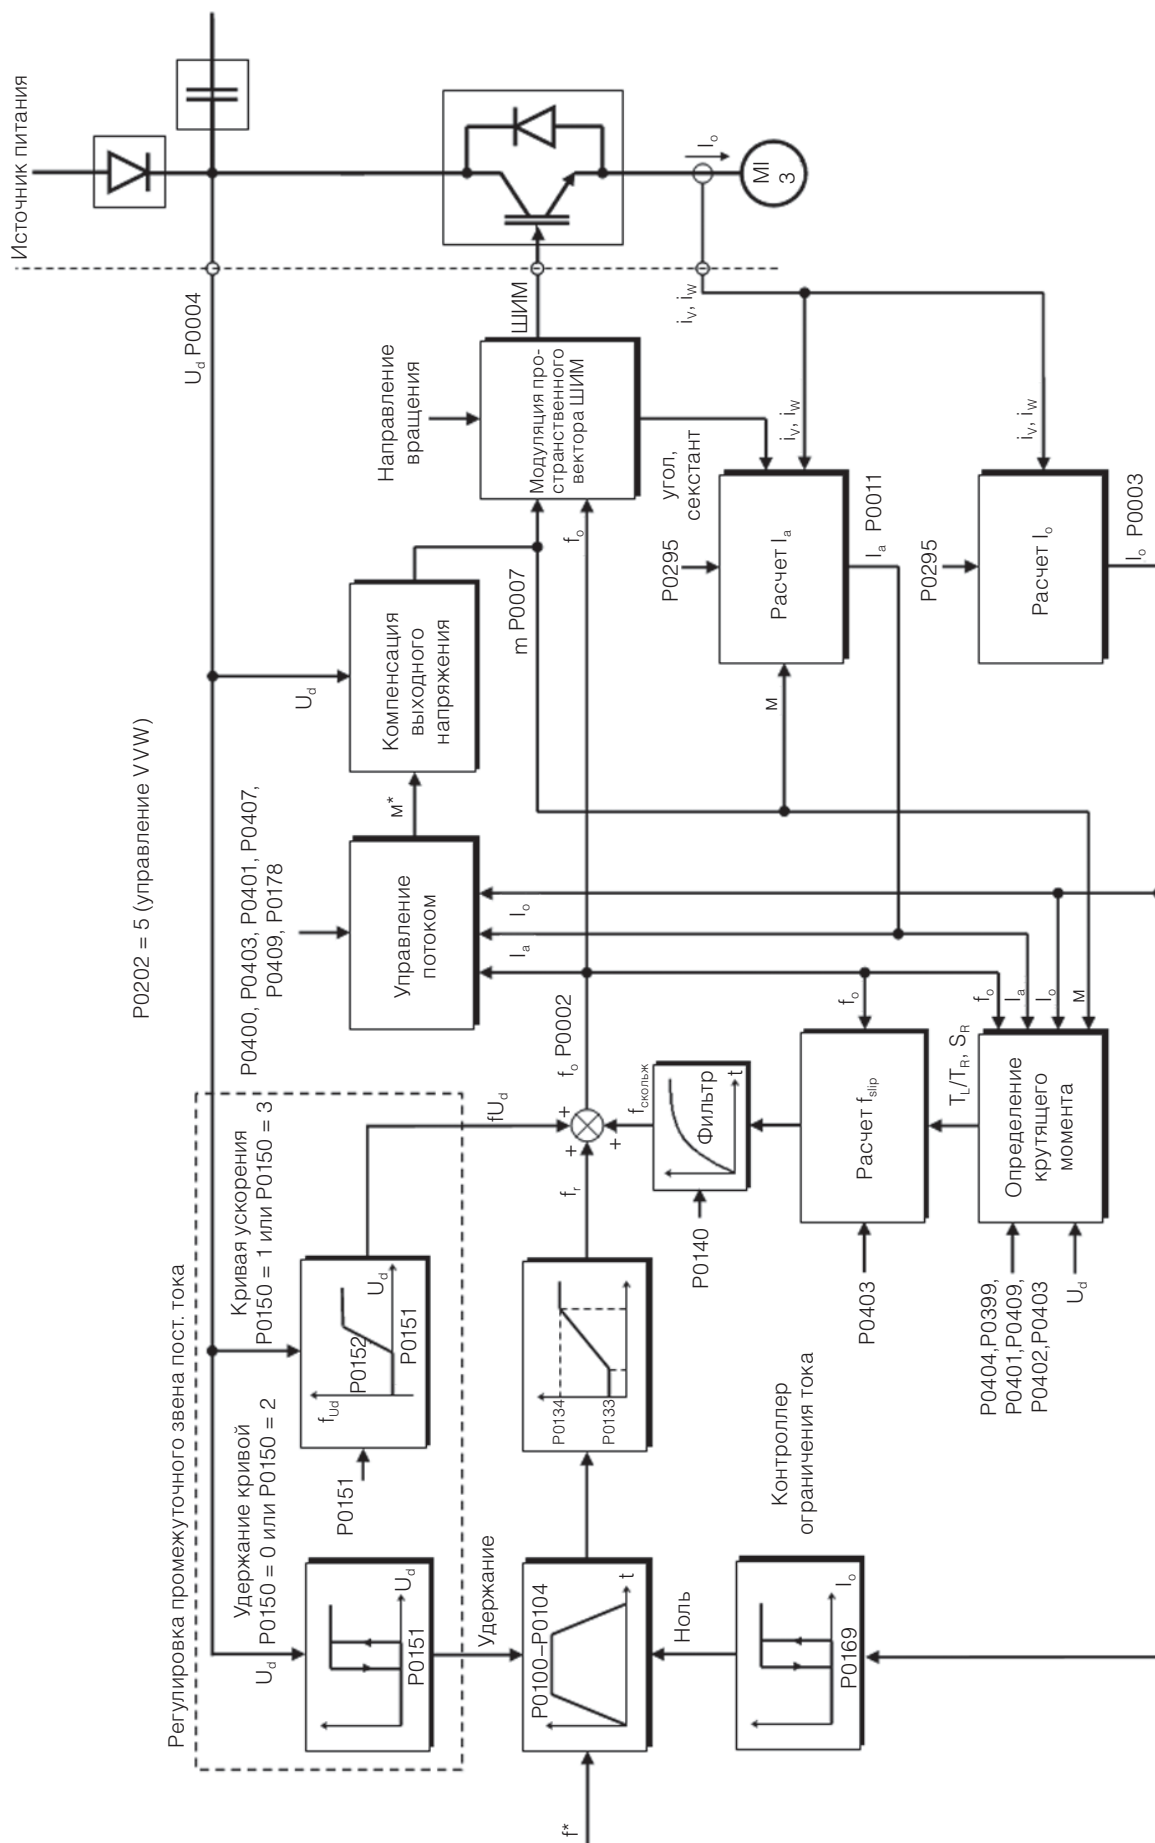 P0202 = 5 (управление VVW)
Источник питания
Регулировка промежуточного звена пост. тока
Удержание кривой
P0150 = 0 или P0150 = 2
Кривая ускорения
P0150 = 1 или P0150 = 3
U_d P0004
U_d
U_d
P0151
P0151
f_Ud
P0152
U_d
P0151
Удержание
fU_d
P0400, P0403, P0401, P0407,
P0409, P0178
Управление
потоком
м*
U_d
Компенсация
выходного
напряжения
m P0007
Направление
вращения
Модуляция про-
странственного
вектора ШИМ
ШИМ
I_o
MI
3
f*
P0100–P0104
t
P0134
P0133
f_r
+
+
+
f_o P0002
f_o
I_a
I_o
f_скольж
Фильтр
t
P0140
Ноль
Контроллер
ограничения тока
I_o
P0169
P0403
Расчет f_slip
f_o
T_L/T_R, S_R
P0404,P0399,
P0401,P0409,
P0402,P0403
U_d
Определение
крутящего
момента
f_o
I_a
I_o
м
м
P0295
угол,
секстант
Расчет I_a
I_a P0011
i_v, i_w
i_v, i_w
P0295
Расчет I_o
I_o P0003
i_v, i_w